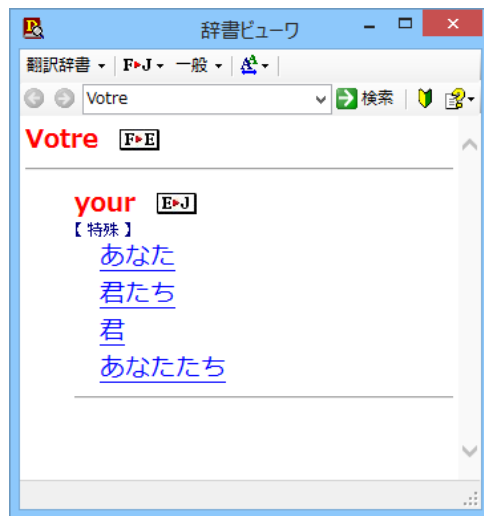 辞書ビューワ
翻訳辞書 F▸J 一般
Votre 検索
Votre F▸E
your E▸J
【特殊】
あなた
君たち
君
あなたたち